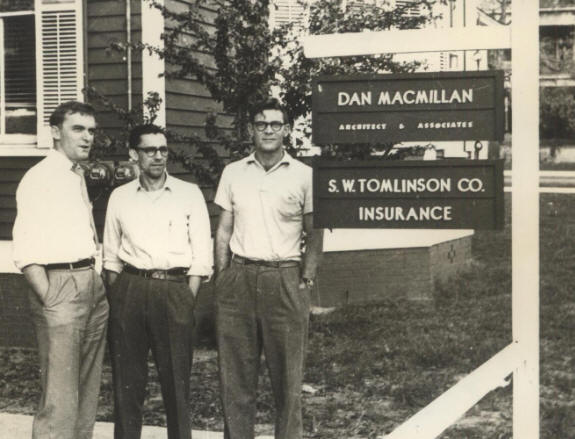 DAN MACMILLAN
ARCHITECT & ASSOCIATES
S. W. TOMLINSON CO.
INSURANCE